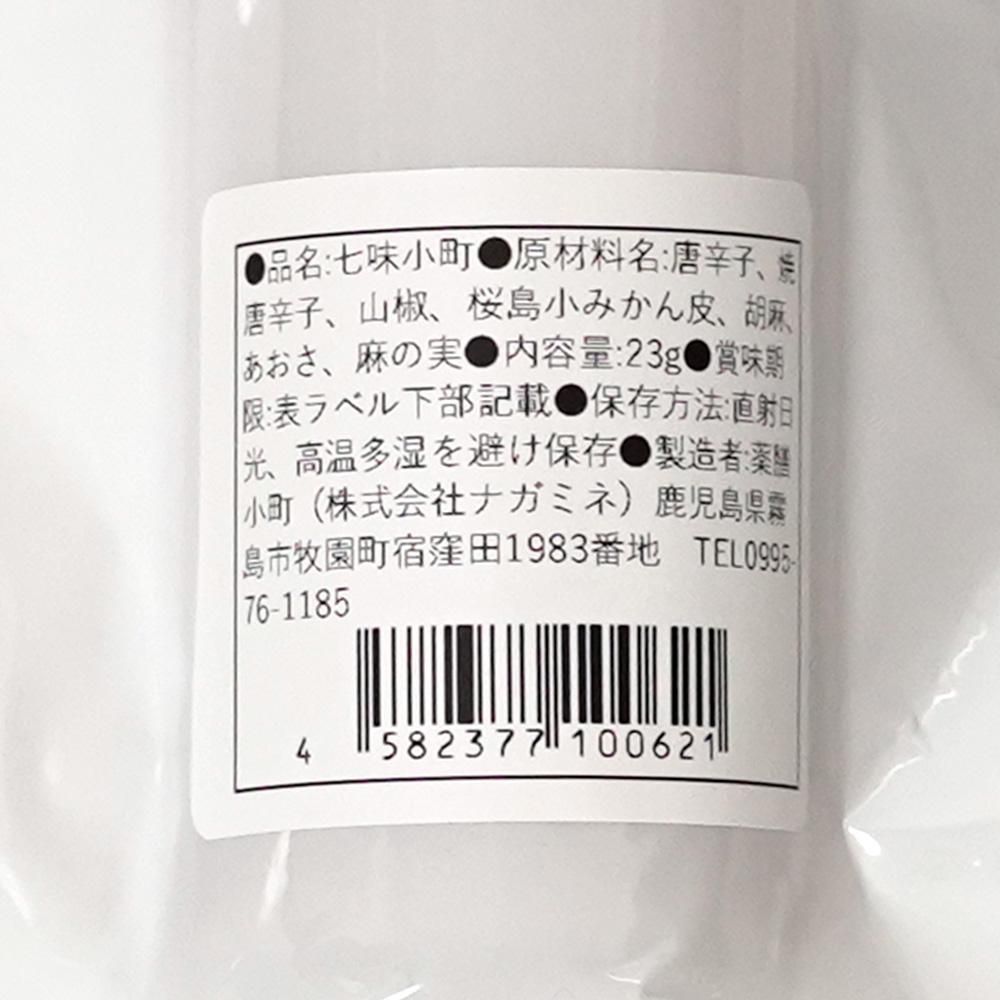 ●品名:七味小町●原材料名:唐辛子、焼
唐辛子、山椒、桜島小みかん皮、胡麻、
あおさ、麻の実●内容量:23g●賞味期
限:表ラベル下部記載●保存方法:直射日
光、高温多湿を避け保存●製造者:薬膳
小町（株式会社ナガミネ）鹿児島県霧
島市牧園町宿窪田1983番地　TEL0995-
76-1185
4 582377 100621